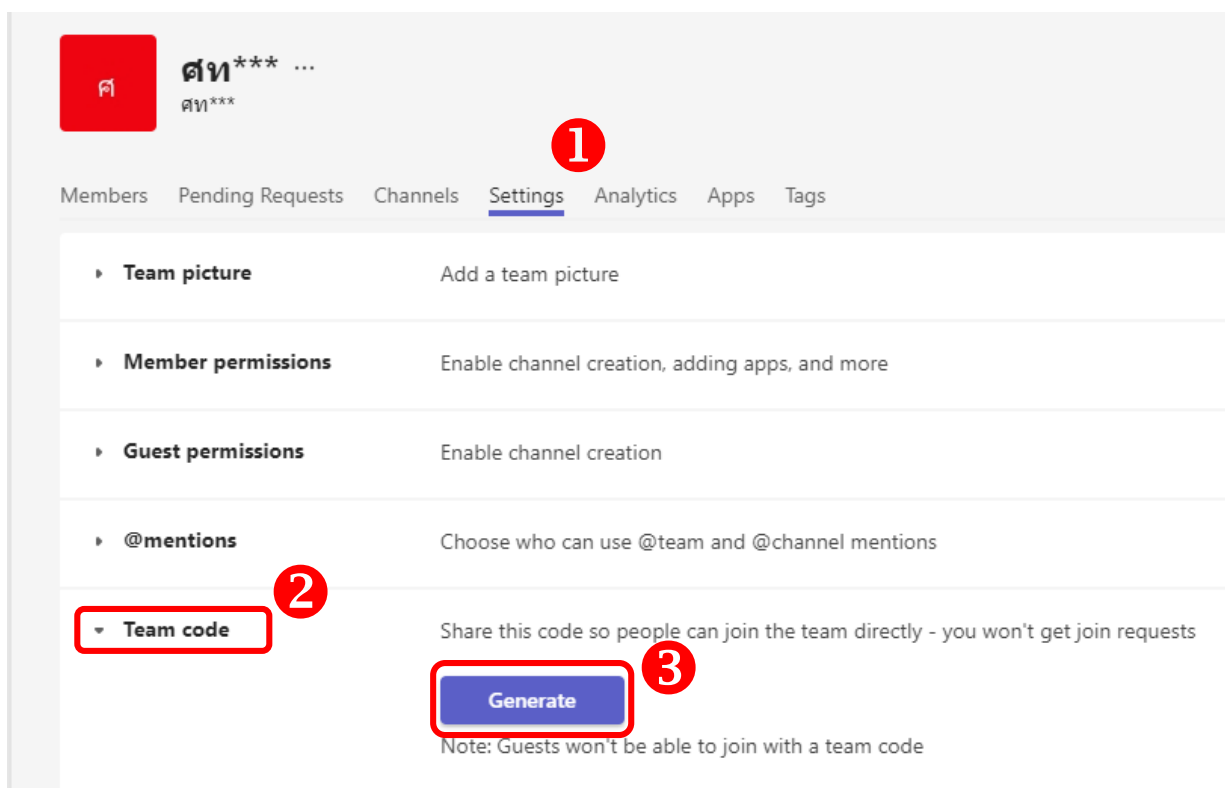 ศ
ศท*** ...
ศท***
1
Members Pending Requests Channels Settings Analytics Apps Tags
Team picture Add a team picture
Member permissions Enable channel creation, adding apps, and more
Guest permissions Enable channel creation
@mentions Choose who can use @team and @channel mentions
2
Team code Share this code so people can join the team directly - you won't get join requests
3
Generate
Note: Guests won't be able to join with a team code